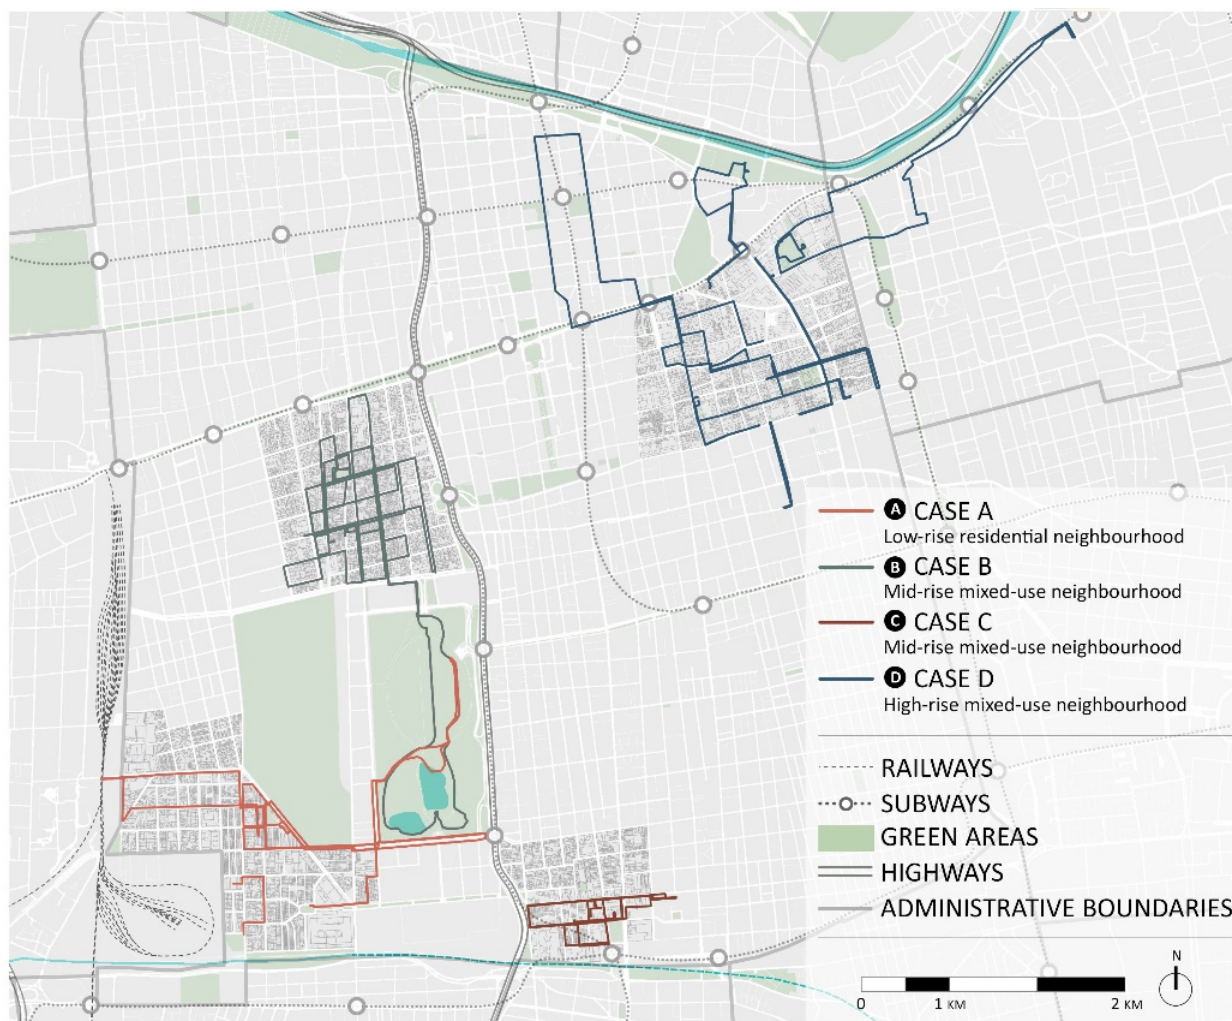 A CASE A
Low-rise residential neighbourhood
B CASE B
Mid-rise mixed-use neighbourhood
C CASE C
Mid-rise mixed-use neighbourhood
D CASE D
High-rise mixed-use neighbourhood
RAILWAYS
SUBWAYS
GREEN AREAS
HIGHWAYS
ADMINISTRATIVE BOUNDARIES
N
0 1 KM 2 KM